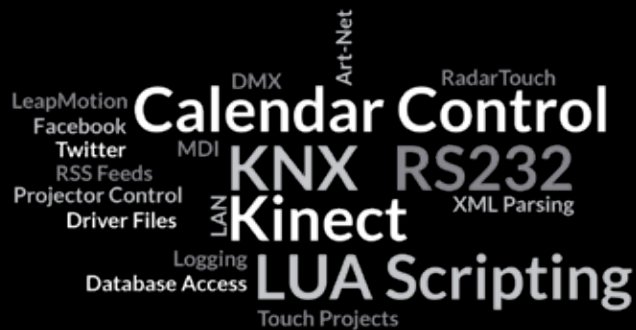 Art-Net
DMX
RadarTouch
LeapMotion
Calendar Control
Facebook
Twitter
MDI
KNX
RS232
RSS Feeds
Projector Control
XML Parsing
LAN
Kinect
Driver Files
Logging
LUA Scripting
Database Access
Touch Projects